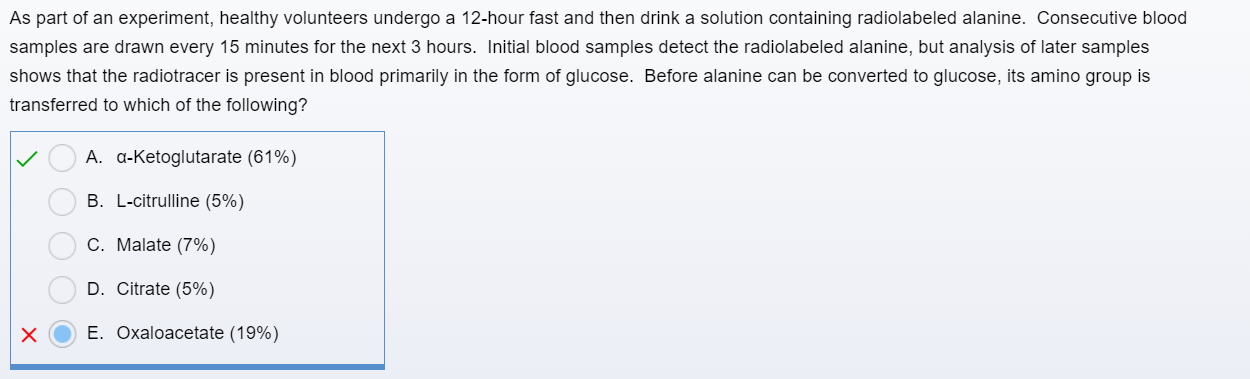 As part of an experiment, healthy volunteers undergo a 12-hour fast and then drink a solution containing radiolabeled alanine.  Consecutive blood
samples are drawn every 15 minutes for the next 3 hours.  Initial blood samples detect the radiolabeled alanine, but analysis of later samples
shows that the radiotracer is present in blood primarily in the form of glucose.  Before alanine can be converted to glucose, its amino group is
transferred to which of the following?
A. α-Ketoglutarate (61%)
B. L-citrulline (5%)
C. Malate (7%)
D. Citrate (5%)
E. Oxaloacetate (19%)